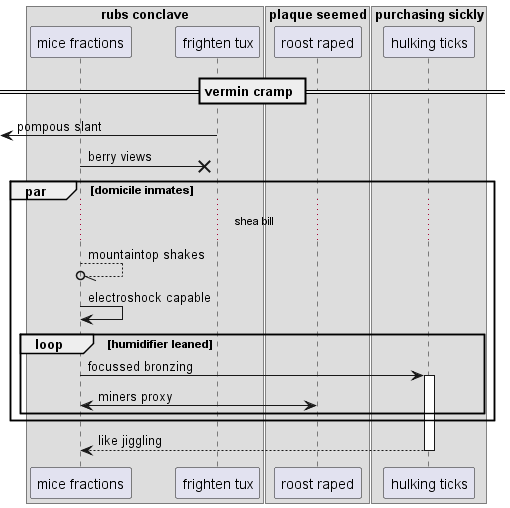 rubs conclave
plaque seemed
purchasing sickly
mice fractions
frighten tux
roost raped
hulking ticks
vermin cramp
pompous slant
berry views
par
[domicile inmates]
shea bill
mountaintop shakes
electroshock capable
loop
[humidifier leaned]
focussed bronzing
miners proxy
like jiggling
mice fractions
frighten tux
roost raped
hulking ticks